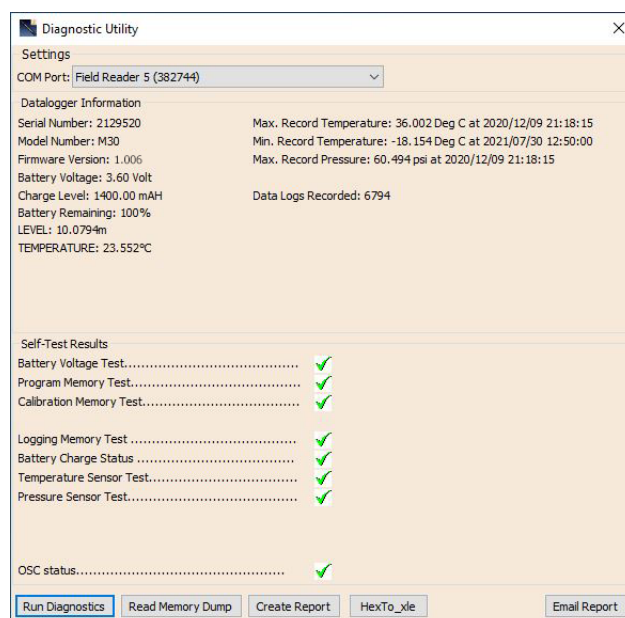 Diagnostic Utility
Settings
COM Port: Field Reader 5 (382744)
Datalogger Information
Serial Number: 2129520
Model Number: M30
Firmware Version: 1.006
Battery Voltage: 3.60 Volt
Charge Level: 1400.00 mAH
Battery Remaining: 100%
LEVEL: 10.0794m
TEMPERATURE: 23.552℃
Max. Record Temperature: 36.002 Deg C at 2020/12/09 21:18:15
Min. Record Temperature: -18.154 Deg C at 2021/07/30 12:50:00
Max. Record Pressure: 60.494 psi at 2020/12/09 21:18:15
Data Logs Recorded: 6794
Self-Test Results
Battery Voltage Test.........................................
Program Memory Test........................................
Calibration Memory Test.....................................
Logging Memory Test .......................................
Battery Charge Status .......................................
Temperature Sensor Test...................................
Pressure Sensor Test........................................
OSC status.................................................
Run Diagnostics
Read Memory Dump
Create Report
HexTo_xle
Email Report